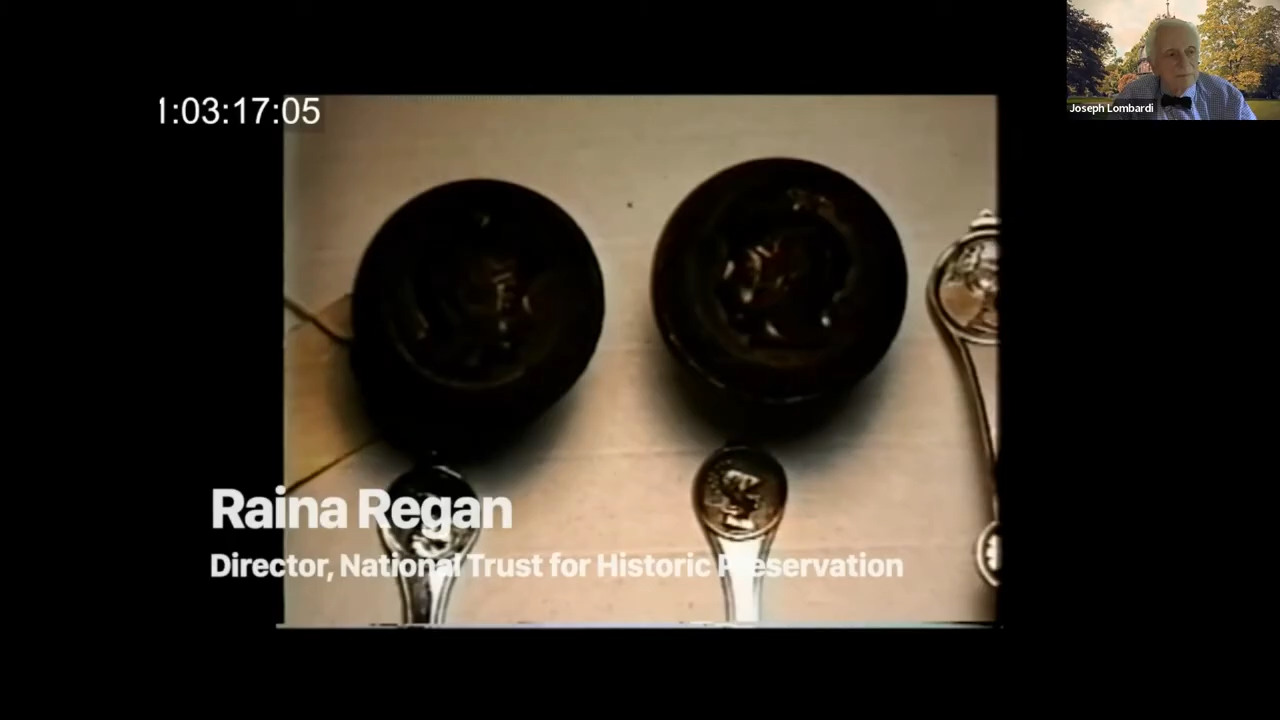 1:03:17:05
Joseph Lombardi
Raina Regan
Director, National Trust for Historic Preservation